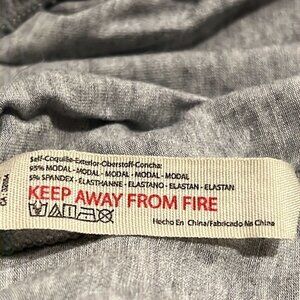 Self-Coquille-Exterior-Oberstoff-Concha:
95% MODAL - MODAL - MODAL - MODAL - MODAL
5% SPANDEX - ELASTHANNE - ELASTANO - ELASTAN - ELASTAN
KEEP AWAY FROM FIRE
Hecho En China/Fabricado No China